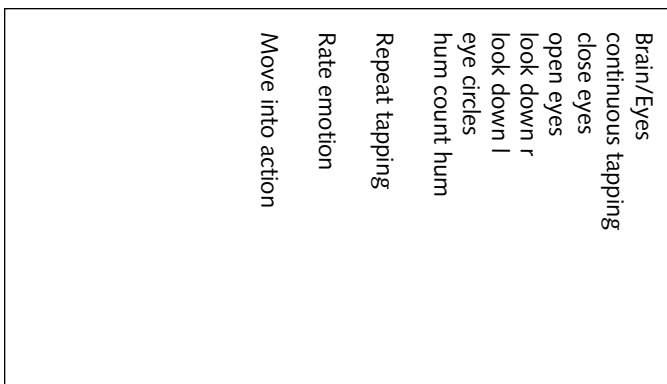 Brain/Eyes
continuous tapping
close eyes
open eyes
look down r
look down l
eye circles
hum count hum
Repeat tapping
Rate emotion
Move into action